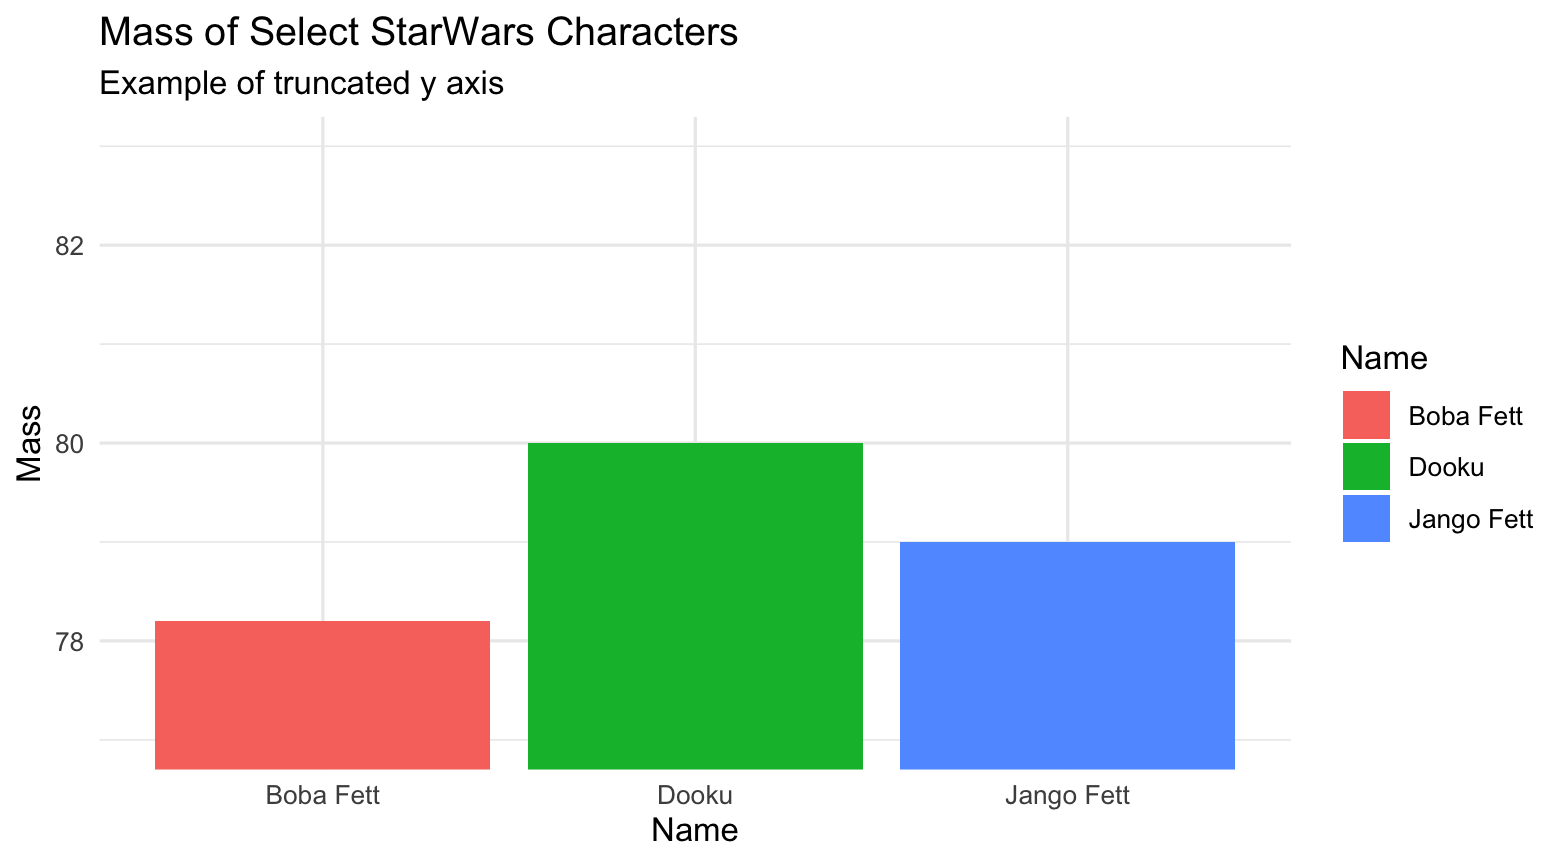 Mass of Select StarWars Characters
Example of truncated y axis
82
80
78
Mass
Boba Fett
Dooku
Jango Fett
Name
Name
Boba Fett
Dooku
Jango Fett